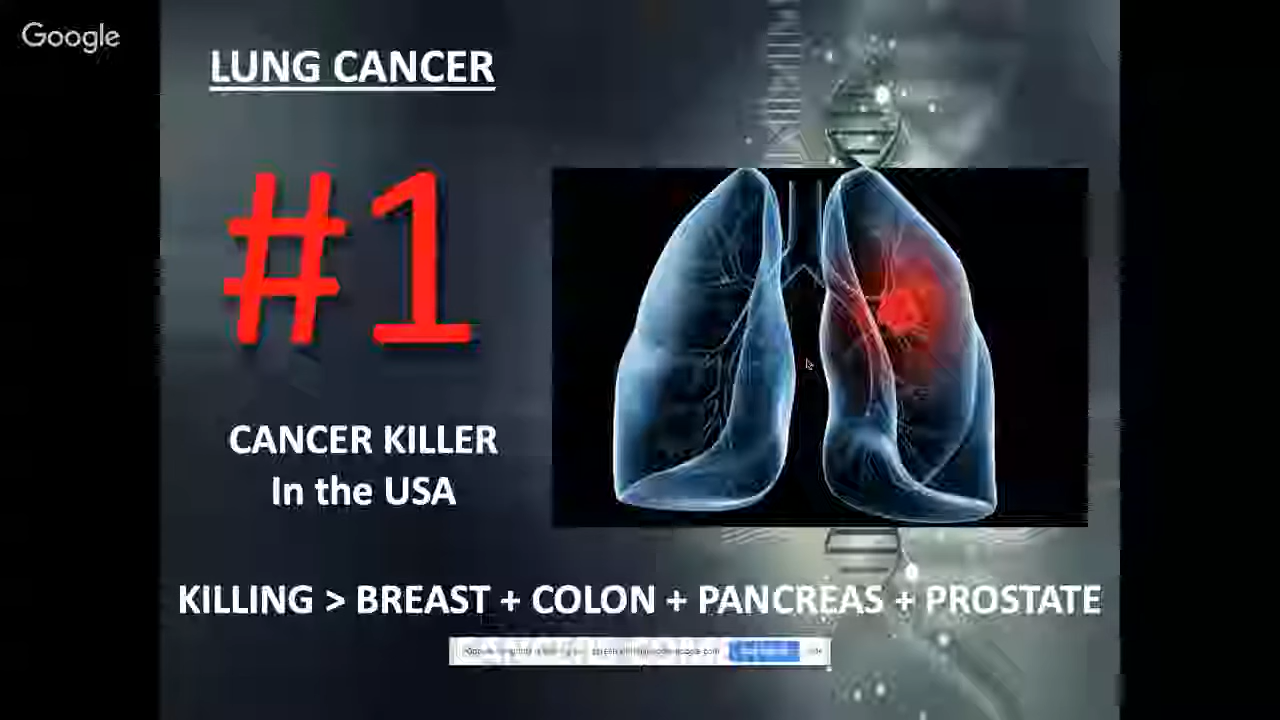 Google
LUNG CANCER
#1
CANCER KILLER
In the USA
KILLING > BREAST + COLON + PANCREAS + PROSTATE